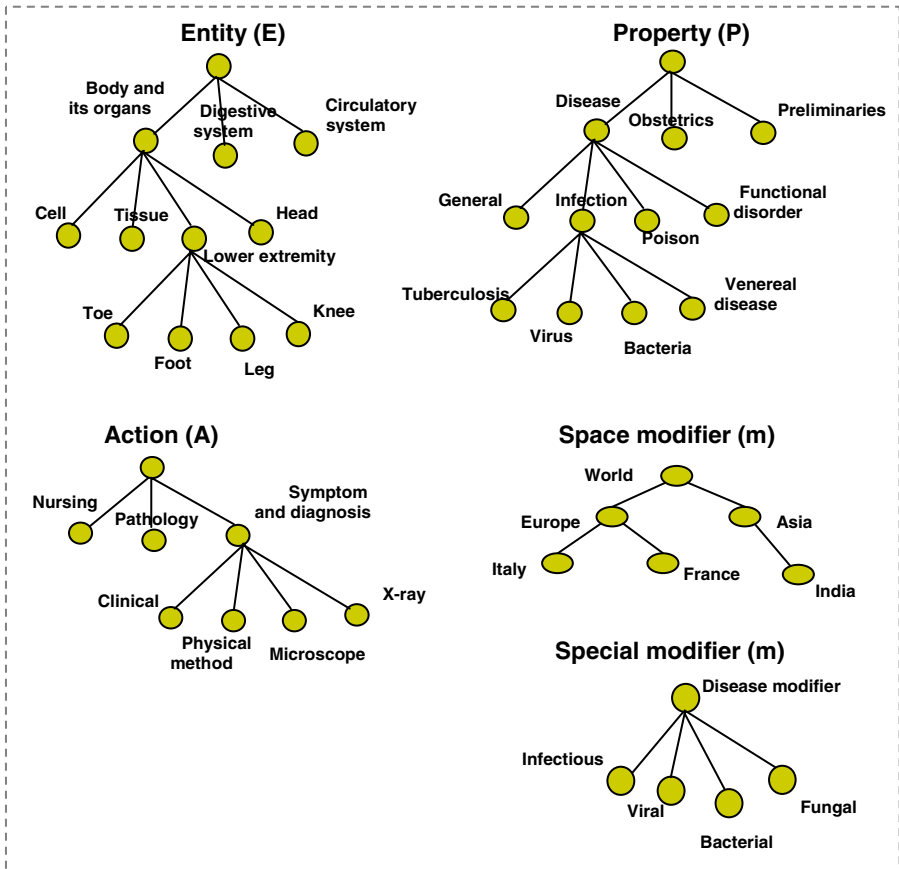 Entity (E)
Body and
its organs
Digestive
system
Circulatory
system
Cell
Tissue
Head
Lower extremity
Toe
Foot
Leg
Knee
Property (P)
Disease
Obstetrics
Preliminaries
General
Infection
Poison
Functional
disorder
Tuberculosis
Virus
Bacteria
Venereal
disease
Action (A)
Nursing
Pathology
Symptom
and diagnosis
Clinical
Physical
method
Microscope
X-ray
Space modifier (m)
World
Europe
Asia
Italy
France
India
Special modifier (m)
Disease modifier
Infectious
Viral
Bacterial
Fungal